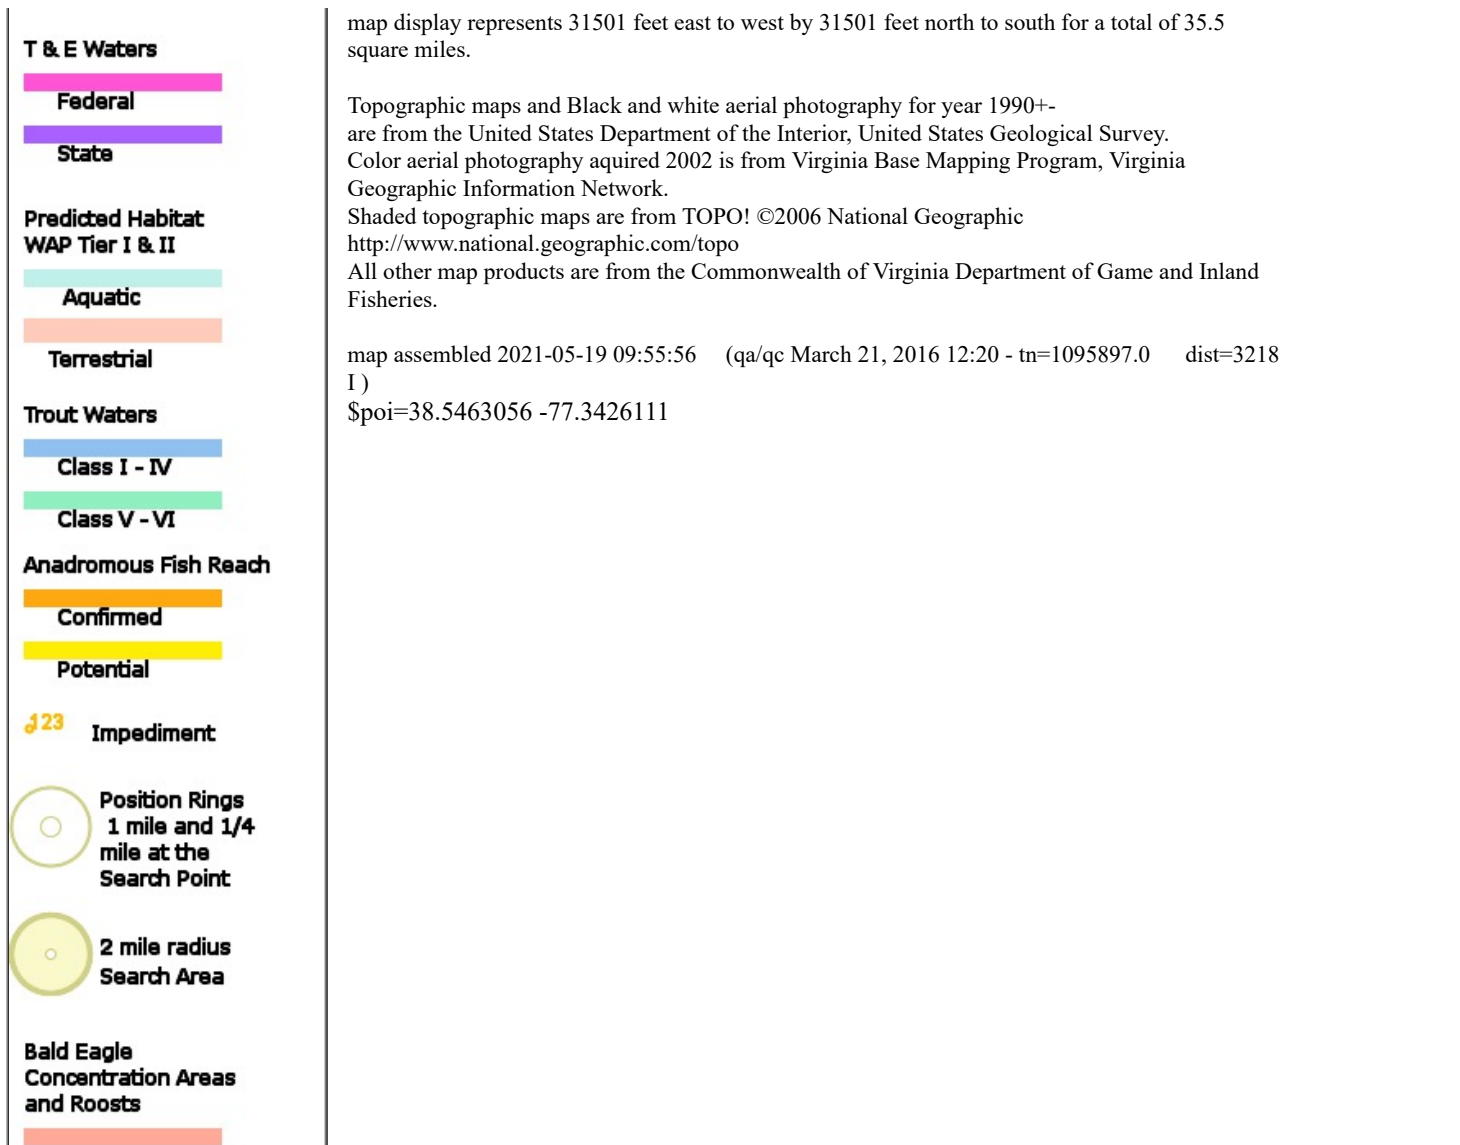 T & E Waters
Federal
State
Predicted Habitat
WAP Tier I & II
Aquatic
Terrestrial
Trout Waters
Class I - IV
Class V - VI
Anadromous Fish Reach
Confirmed
Potential
123
Impediment
Position Rings
1 mile and 1/4
mile at the
Search Point
2 mile radius
Search Area
Bald Eagle
Concentration Areas
and Roosts
map display represents 31501 feet east to west by 31501 feet north to south for a total of 35.5
square miles.
Topographic maps and Black and white aerial photography for year 1990+-
are from the United States Department of the Interior, United States Geological Survey.
Color aerial photography aquired 2002 is from Virginia Base Mapping Program, Virginia
Geographic Information Network.
Shaded topographic maps are from TOPO! ©2006 National Geographic
http://www.national.geographic.com/topo
All other map products are from the Commonwealth of Virginia Department of Game and Inland
Fisheries.
map assembled 2021-05-19 09:55:56 (qa/qc March 21, 2016 12:20 - tn=1095897.0 dist=3218
I )
$poi=38.5463056 -77.3426111